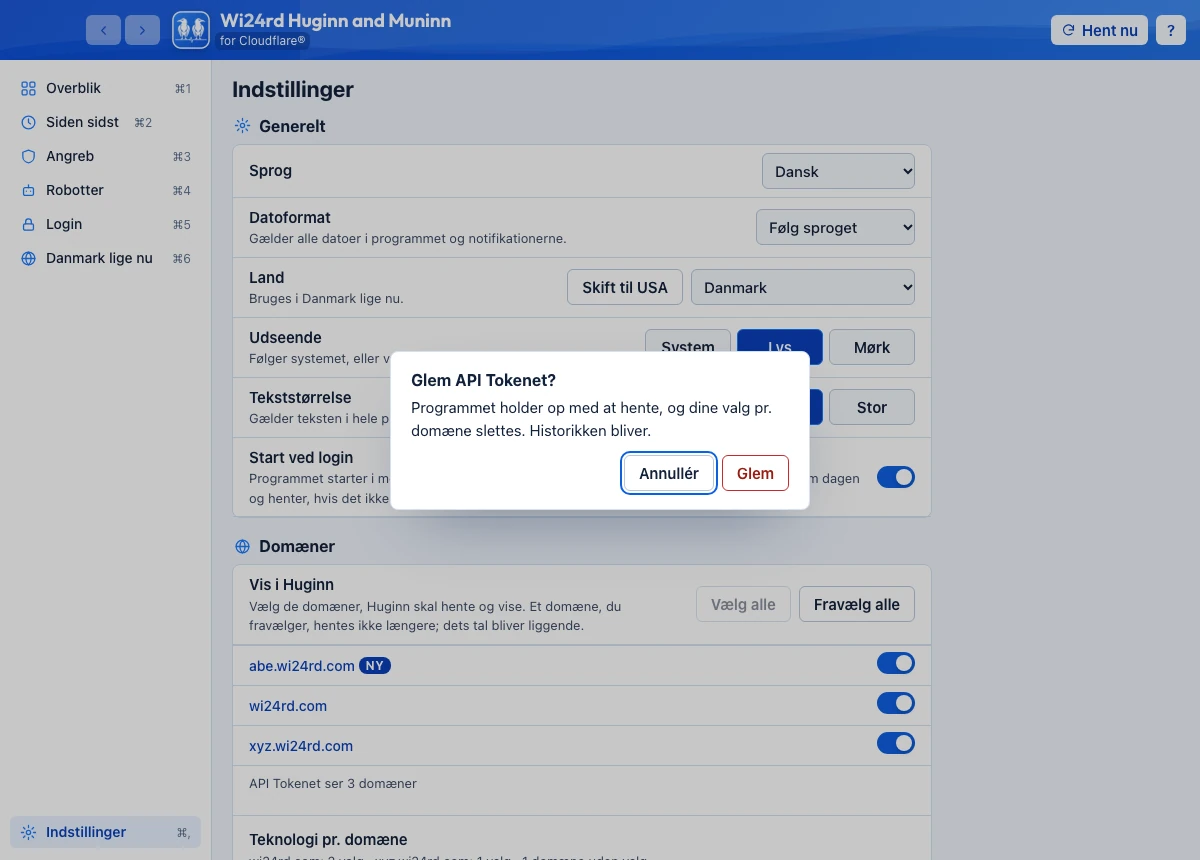 Wi24rd Huginn and Muninn
for Cloudflare®
Hent nu
?
Overblik ⌘1
Siden sidst ⌘2
Angreb ⌘3
Robotter ⌘4
Login ⌘5
Danmark lige nu ⌘6
Indstillinger ⌘,
Indstillinger
Generelt
Sprog
Dansk
Datoformat
Gælder alle datoer i programmet og notifikationerne.
Følg sproget
Land
Bruges i Danmark lige nu.
Skift til USA
Danmark
Udseende
Følger systemet, eller v
System
Lys
Mørk
Tekststørrelse
Gælder teksten i hele p
Stor
Start ved login
Programmet starter i m
m dagen
og henter, hvis det ikke
Glem API Tokenet?
Programmet holder op med at hente, og dine valg pr.
domæne slettes. Historikken bliver.
Annullér
Glem
Domæner
Vis i Huginn
Vælg de domæner, Huginn skal hente og vise. Et domæne, du
fravælger, hentes ikke længere; dets tal bliver liggende.
Vælg alle
Fravælg alle
abe.wi24rd.com NY
wi24rd.com
xyz.wi24rd.com
API Tokenet ser 3 domæner
Teknologi pr. domæne